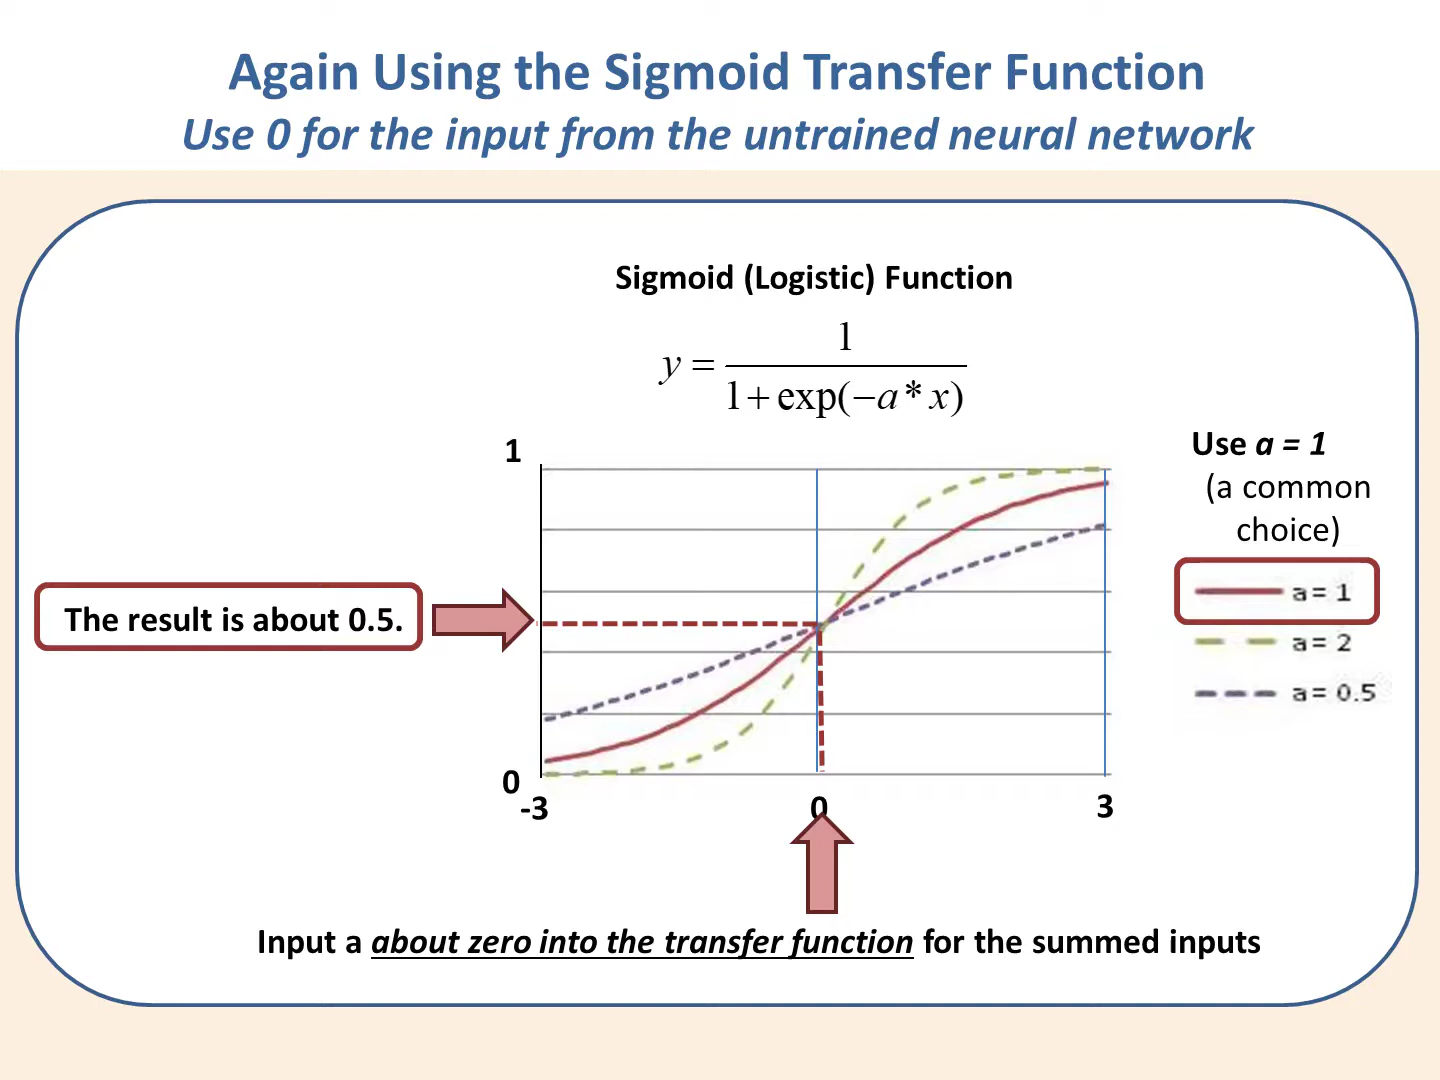 Again Using the Sigmoid Transfer Function
Use 0 for the input from the untrained neural network
Sigmoid (Logistic) Function
y = 1 / (1 + exp(−a * x))
1
Use a = 1
(a common
choice)
a = 1
The result is about 0.5.
a = 2
a = 0.5
0
-3
0
3
Input a about zero into the transfer function for the summed inputs